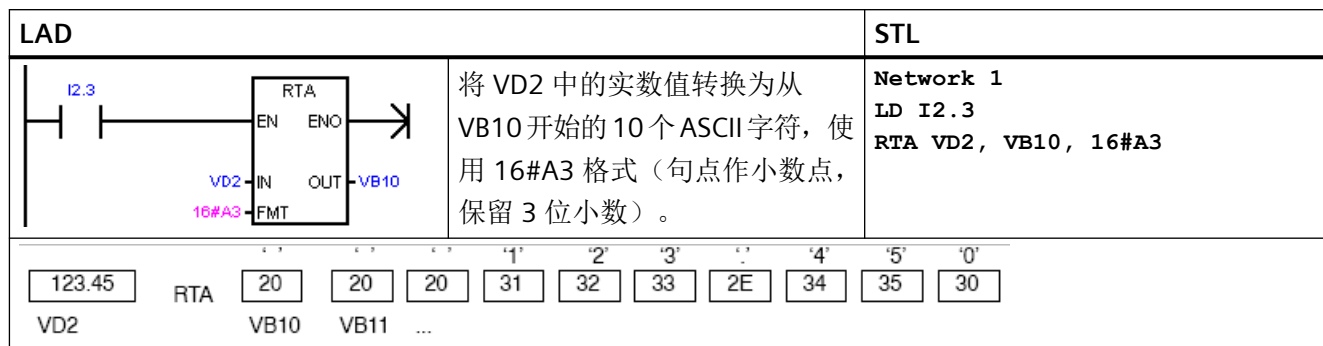 LAD
STL
I2.3
RTA
EN ENO
VD2 IN OUT VB10
16#A3 FMT
将 VD2 中的实数值转换为从
VB10 开始的 10 个 ASCII 字符，使
用 16#A3 格式（句点作小数点，
保留 3 位小数）。
Network 1
LD I2.3
RTA VD2, VB10, 16#A3
‘ ’ ‘ ’ ‘ ’ ‘1’ ‘2’ ‘3’ ‘.’ ‘4’ ‘5’ ‘0’
123.45 RTA 20 20 20 31 32 33 2E 34 35 30
VD2 VB10 VB11 ...